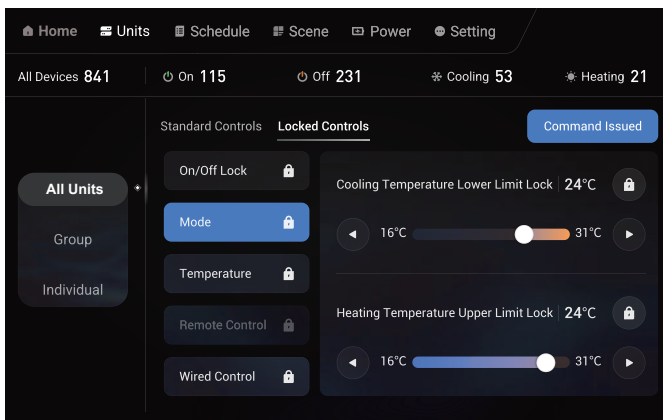 Home Units Schedule Scene Power Setting
All Devices 841 On 115 Off 231 Cooling 53 Heating 21
Standard Controls Locked Controls Command Issued
All Units
Group
Individual
On/Off Lock
Mode
Temperature
Remote Control
Wired Control
Cooling Temperature Lower Limit Lock 24°C
16°C 31°C
Heating Temperature Upper Limit Lock 24°C
16°C 31°C